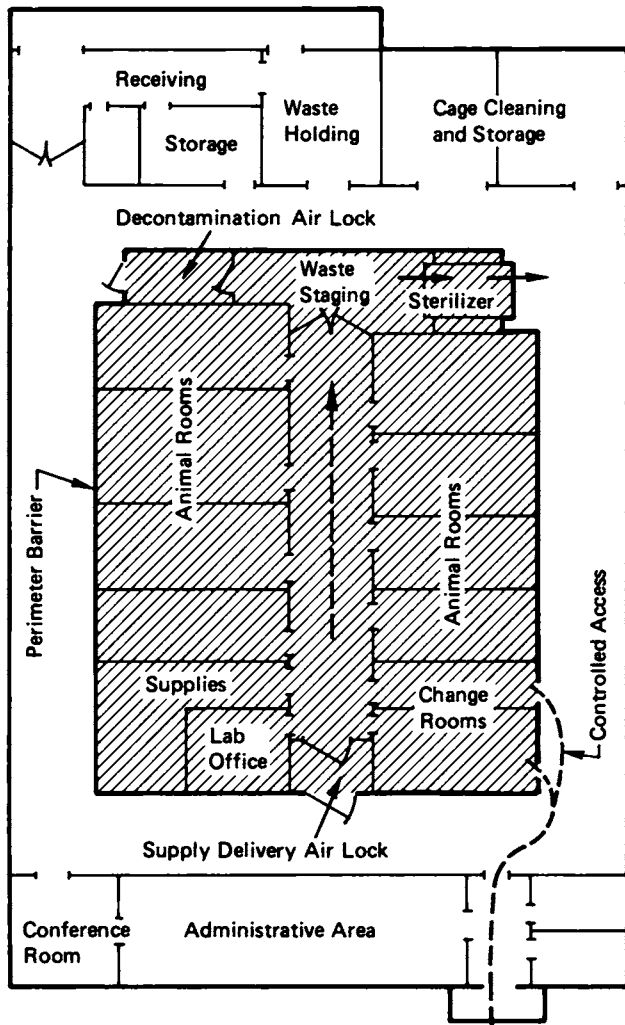 Receiving
Waste
Holding
Cage Cleaning
and Storage
Storage
Decontamination Air Lock
Waste
Staging
Sterilizer
Animal Rooms
Animal Rooms
Perimeter Barrier
Controlled Access
Supplies
Change
Rooms
Lab
Office
Supply Delivery Air Lock
Conference
Room
Administrative Area